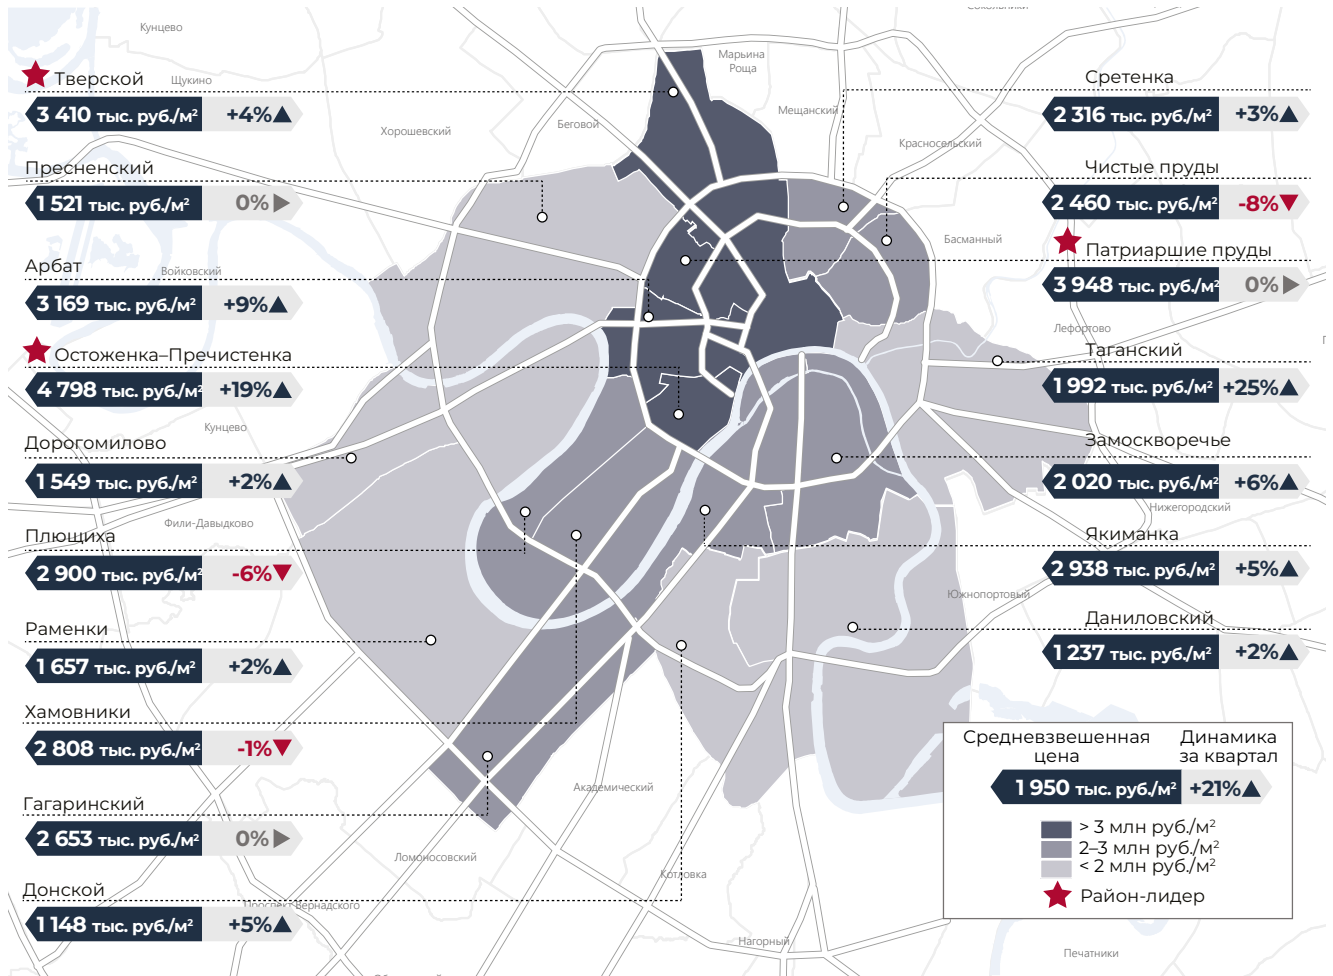 Сокольники
Кунцево
Марьина
Роща
Тверской
Щукино
3 410 тыс. руб./м²
+4%
Хорошевский
Беговой
Мещанский
Красносельский
Сретенка
2 316 тыс. руб./м²
+3%
Пресненский
1 521 тыс. руб./м²
0%
Чистые пруды
2 460 тыс. руб./м²
-8%
Басманный
Арбат
Войковский
3 169 тыс. руб./м²
+9%
Патриаршие пруды
3 948 тыс. руб./м²
0%
Лефортово
Остоженка–Пречистенка
4 798 тыс. руб./м²
+19%
Таганский
1 992 тыс. руб./м²
+25%
Кунцево
Дорогомилово
1 549 тыс. руб./м²
+2%
Замоскворечье
2 020 тыс. руб./м²
+6%
Нижегородский
Фили-Давыдково
Плющиха
2 900 тыс. руб./м²
-6%
Якиманка
2 938 тыс. руб./м²
+5%
Южнопортовый
Раменки
1 657 тыс. руб./м²
+2%
Даниловский
1 237 тыс. руб./м²
+2%
Хамовники
2 808 тыс. руб./м²
-1%
Гагаринский
2 653 тыс. руб./м²
0%
Академический
Ломоносовский
Котловка
Донской
Проспект Вернадского
1 148 тыс. руб./м²
+5%
Нагорный
Печатники
Средневзвешенная
цена
Динамика
за квартал
1 950 тыс. руб./м²
+21%
> 3 млн руб./м²
2–3 млн руб./м²
< 2 млн руб./м²
Район-лидер